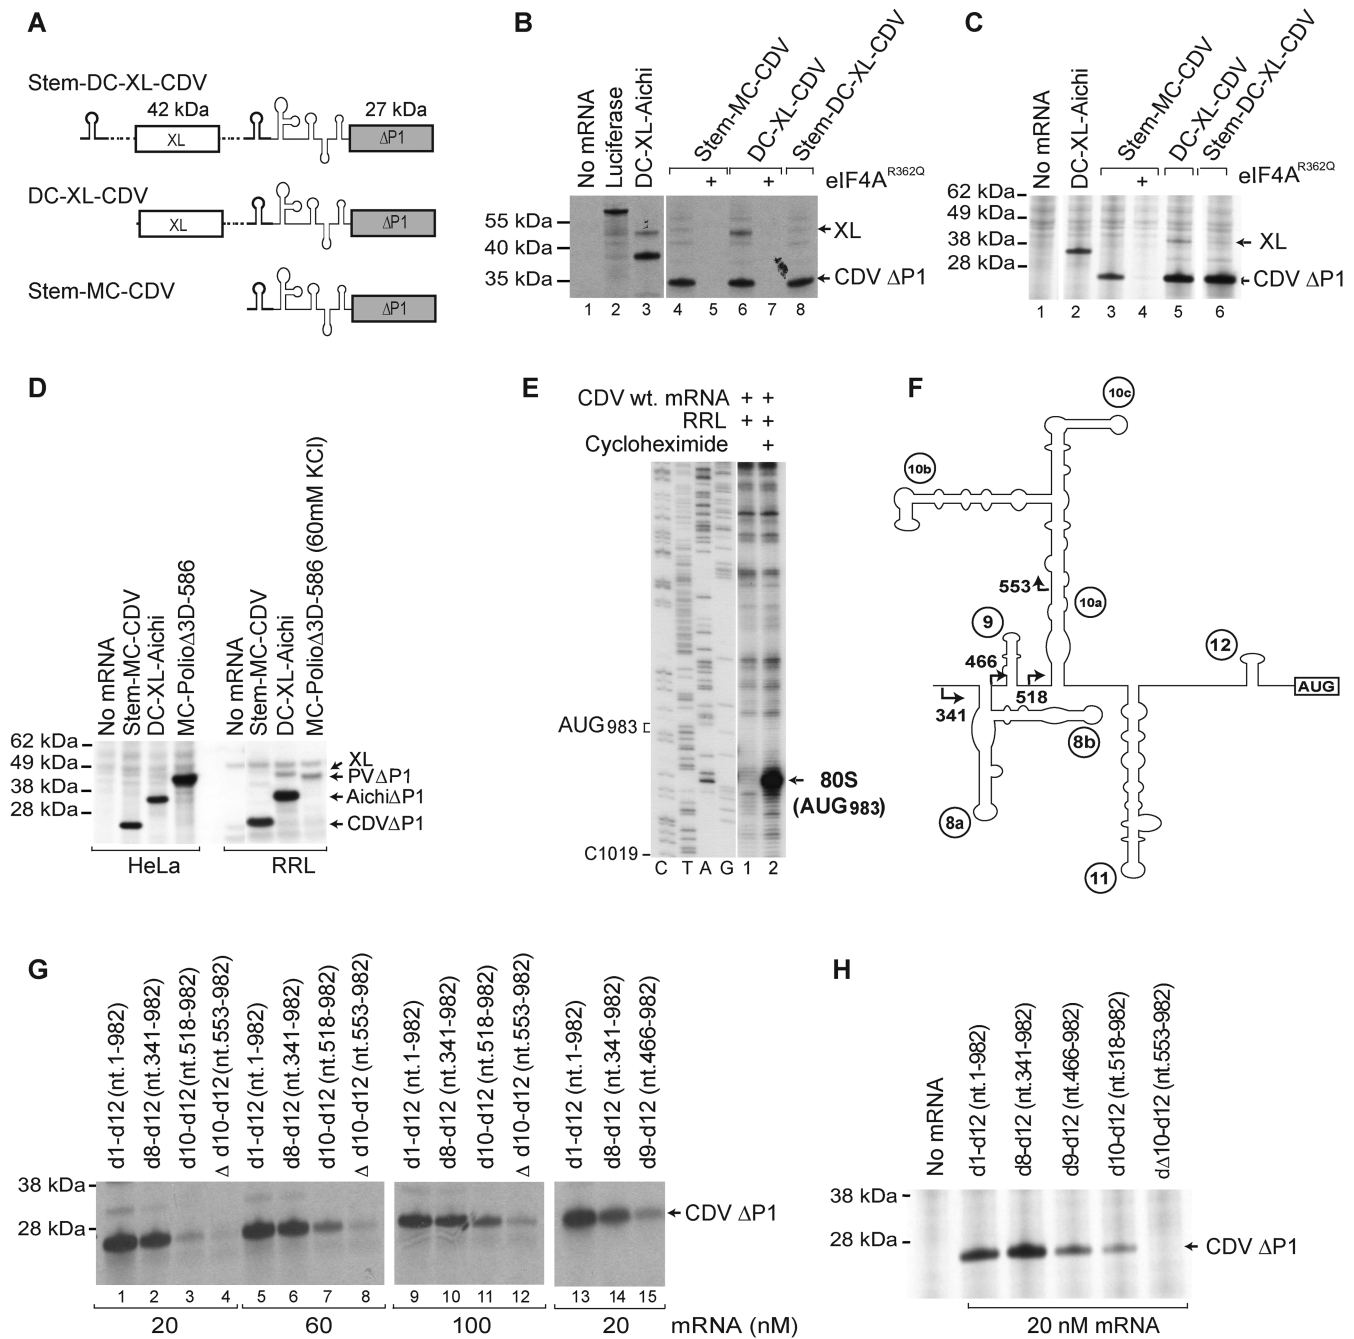 A
Stem-DC-XL-CDV
42 kDa
27 kDa
XL
ΔP1
DC-XL-CDV
XL
ΔP1
Stem-MC-CDV
ΔP1
B
No mRNA
Luciferase
DC-XL-Aichi
Stem-MC-CDV
DC-XL-CDV
Stem-DC-XL-CDV
+ + eIF4A R362Q
55 kDa
40 kDa
35 kDa
XL
CDV ΔP1
1 2 3 4 5 6 7 8
C
No mRNA
DC-XL-Aichi
Stem-MC-CDV
DC-XL-CDV
Stem-DC-XL-CDV
+ eIF4A R362Q
62 kDa
49 kDa
38 kDa
28 kDa
XL
CDV ΔP1
1 2 3 4 5 6
D
No mRNA
Stem-MC-CDV
DC-XL-Aichi
MC-PolioΔ3D-586
No mRNA
Stem-MC-CDV
DC-XL-Aichi
MC-PolioΔ3D-586 (60mM KCl)
62 kDa
49 kDa
38 kDa
28 kDa
XL
PVΔP1
AichiΔP1
CDVΔP1
HeLa
RRL
E
CDV wt. mRNA + +
RRL + +
Cycloheximide +
AUG983
80S
(AUG983)
C1019
C T A G 1 2
F
10c
10b
553
10a
9
466
12
341
518
AUG
8b
8a
11
G
d1-d12 (nt.1-982)
d8-d12 (nt.341-982)
d10-d12 (nt.518-982)
Δ d10-d12 (nt.553-982)
d1-d12 (nt.1-982)
d8-d12 (nt.341-982)
d10-d12 (nt.518-982)
Δ d10-d12 (nt.553-982)
d1-d12 (nt.1-982)
d8-d12 (nt.341-982)
d10-d12 (nt.518-982)
Δ d10-d12 (nt.553-982)
d1-d12 (nt.1-982)
d8-d12 (nt.341-982)
d9-d12 (nt.466-982)
38 kDa
28 kDa
CDV ΔP1
1 2 3 4 5 6 7 8 9 10 11 12 13 14 15
20 60 100 20 mRNA (nM)
H
No mRNA
d1-d12 (nt.1-982)
d8-d12 (nt.341-982)
d9-d12 (nt.466-982)
d10-d12 (nt.518-982)
dΔ10-d12 (nt.553-982)
38 kDa
28 kDa
CDV ΔP1
20 nM mRNA